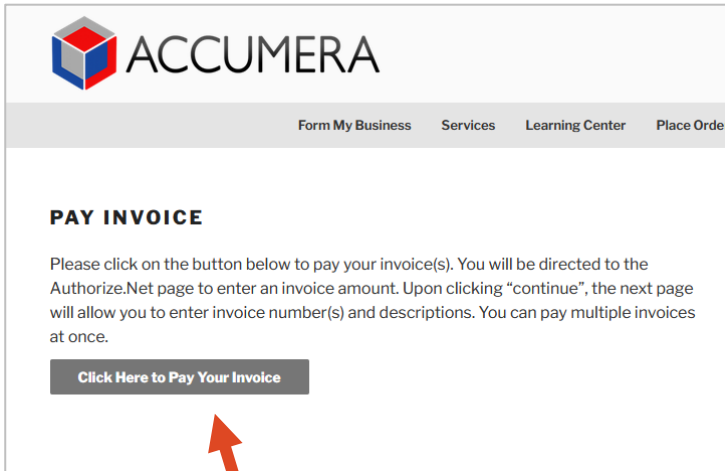 ACCUMERA
Form My Business Services Learning Center Place Orde
PAY INVOICE
Please click on the button below to pay your invoice(s). You will be directed to the
Authorize.Net page to enter an invoice amount. Upon clicking “continue”, the next page
will allow you to enter invoice number(s) and descriptions. You can pay multiple invoices
at once.
Click Here to Pay Your Invoice